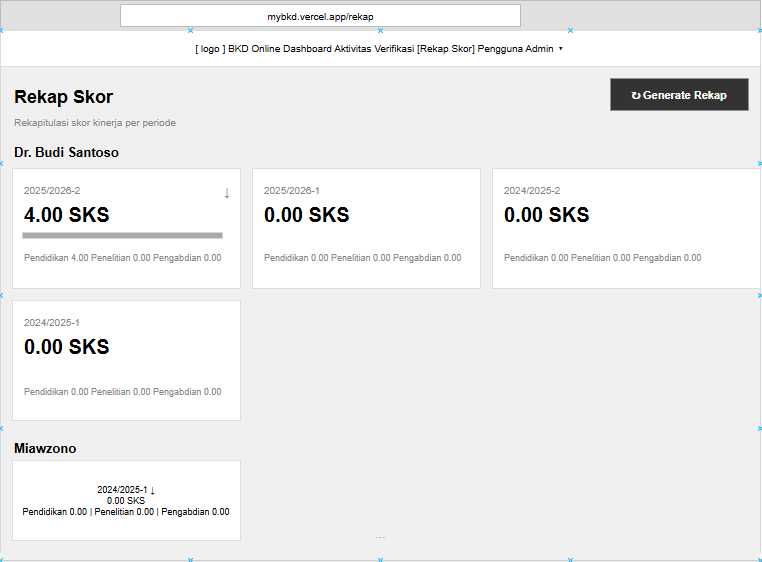 mybkd.vercel.app/rekap
[ logo ] BKD Online Dashboard Aktivitas Verifikasi [Rekap Skor] Pengguna Admin ▾
Rekap Skor
↻ Generate Rekap
Rekapitulasi skor kinerja per periode
Dr. Budi Santoso
2025/2026-2 ↓
4.00 SKS
Pendidikan 4.00 Penelitian 0.00 Pengabdian 0.00
2025/2026-1
0.00 SKS
Pendidikan 0.00 Penelitian 0.00 Pengabdian 0.00
2024/2025-2
0.00 SKS
Pendidikan 0.00 Penelitian 0.00 Pengabdian 0.00
2024/2025-1
0.00 SKS
Pendidikan 0.00 Penelitian 0.00 Pengabdian 0.00
Miawzono
2024/2025-1 ↓
0.00 SKS
Pendidikan 0.00 | Penelitian 0.00 | Pengabdian 0.00
...